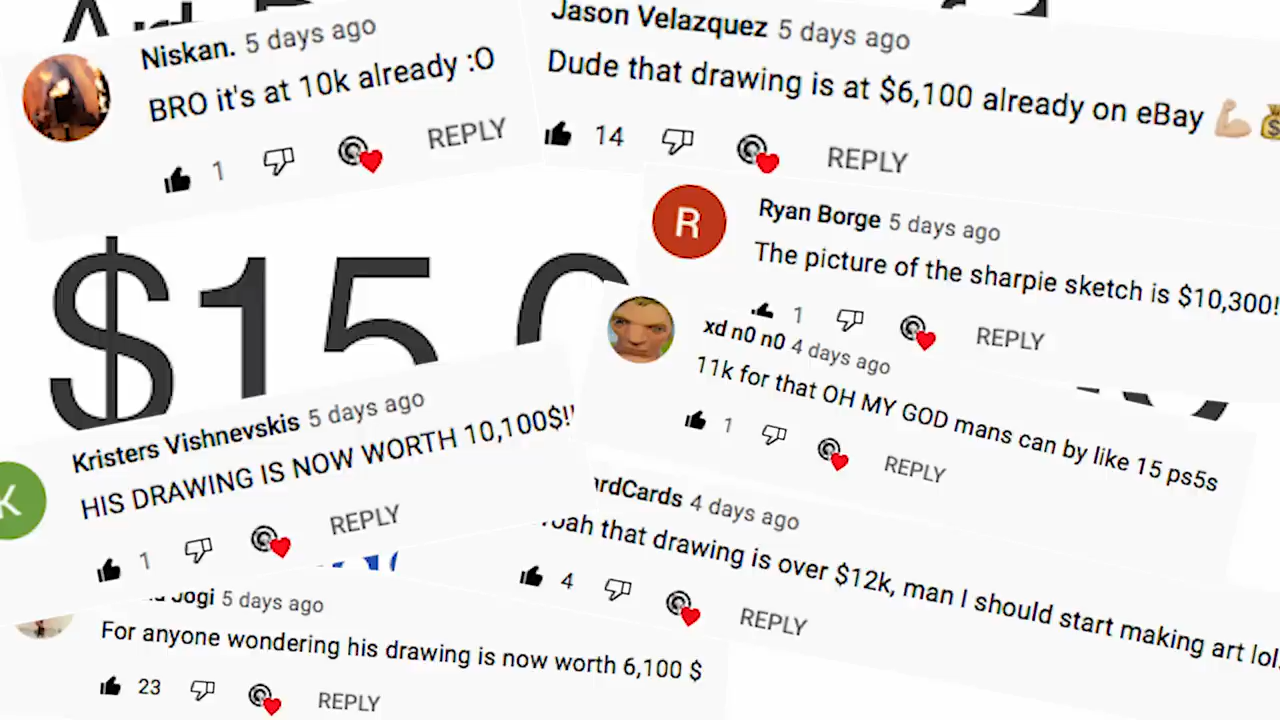 Niskan. 5 days ago
BRO it's at 10k already :O
1 REPLY
Jason Velazquez 5 days ago
Dude that drawing is at $6,100 already on eBay 💪🏼💰
14 REPLY
R
Ryan Borge 5 days ago
The picture of the sharpie sketch is $10,300!
1 REPLY
$15,0
xd n0 n0 4 days ago
11k for that OH MY GOD mans can by like 15 ps5s
1 REPLY
K
Kristers Vishnevskis 5 days ago
HIS DRAWING IS NOW WORTH 10,100$!!
1 REPLY
ardCards 4 days ago
that drawing is over $12k, man I should start making art lol.
4 REPLY
Jogi 5 days ago
For anyone wondering his drawing is now worth 6,100 $
23 REPLY